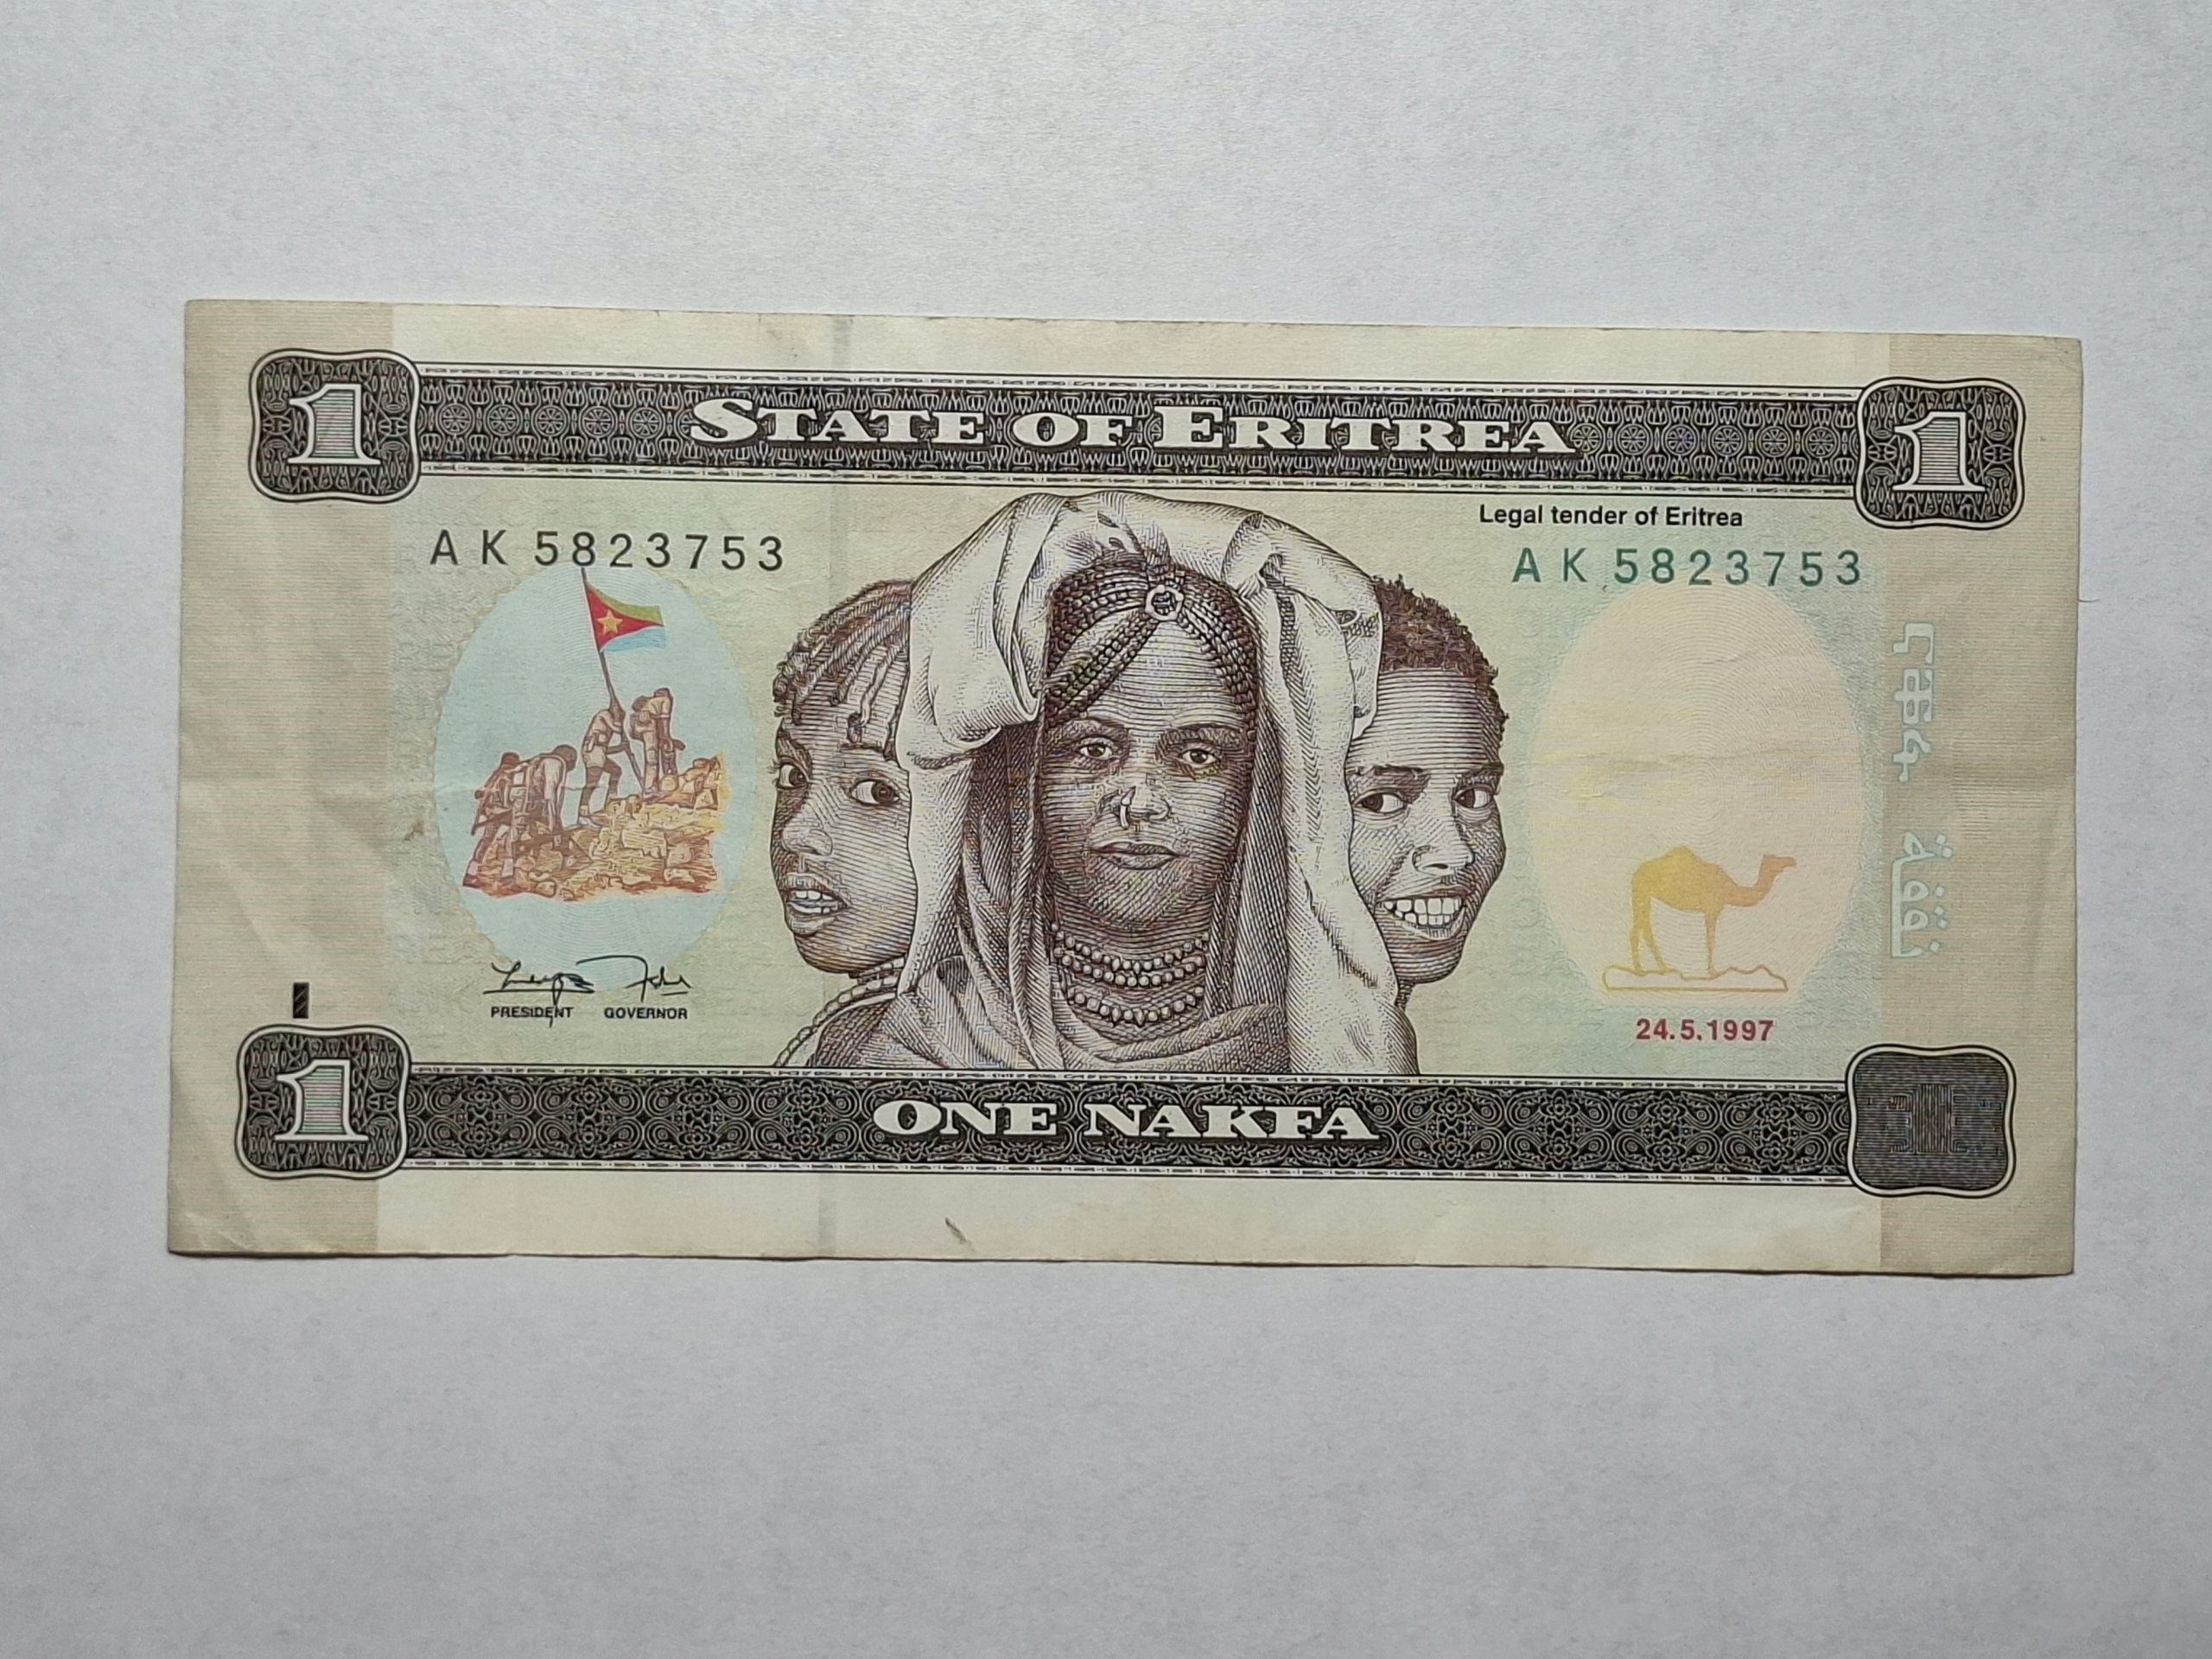 1 STATE OF ERITREA 1
Legal tender of Eritrea
AK 5823753 AK 5823753
ናቕፋ
نقفة
PRESIDENT GOVERNOR
24.5.1997
1 ONE NAKFA 1